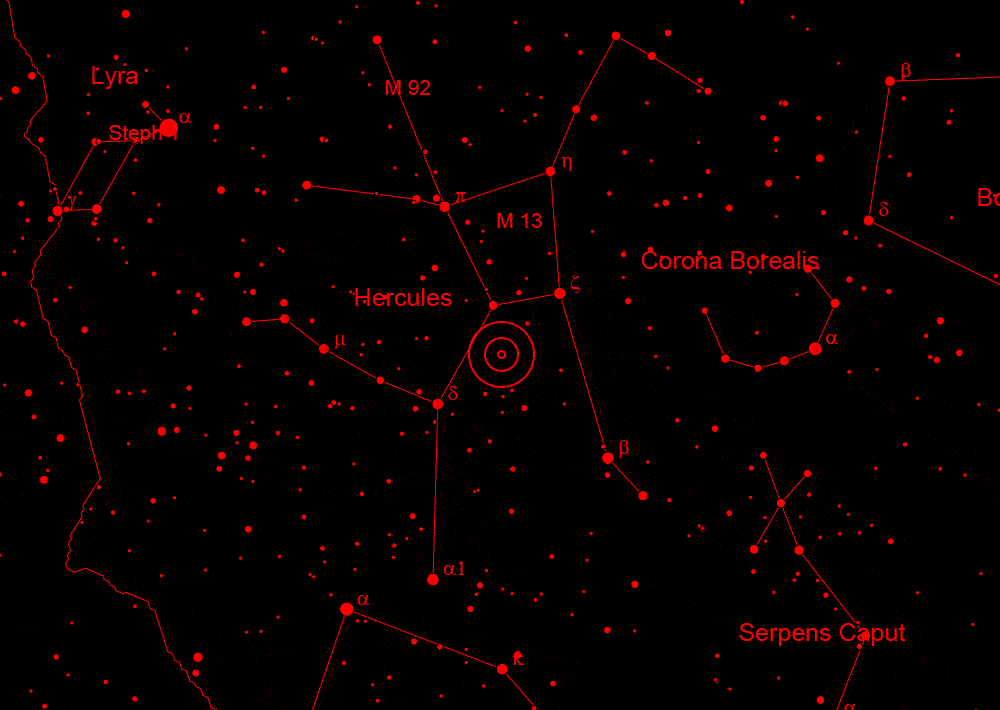 β
Lyra
M 92
α
Steph 1
η
π
γ
Bo
δ
M 13
Corona Borealis
ζ
Hercules
μ
α
δ
β
α1
α
Serpens Caput
κ
α